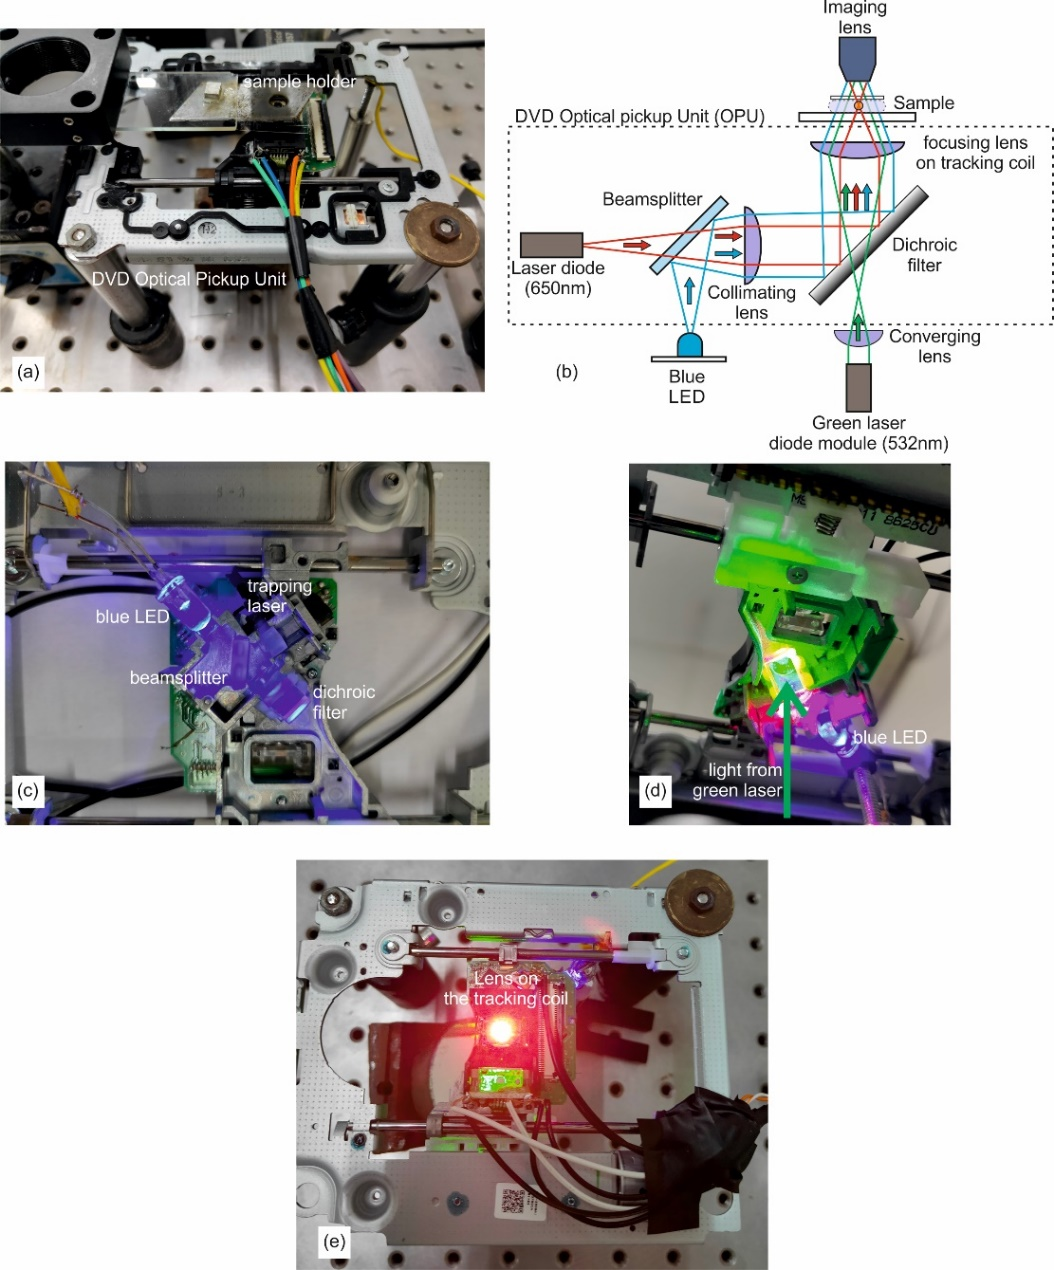 sample holder
DVD Optical Pickup Unit
(a)
Imaging
lens
Sample
DVD Optical pickup Unit (OPU)
focusing lens
on tracking coil
Beamsplitter
Laser diode
(650nm)
Collimating
lens
Dichroic
filter
Converging
lens
(b)
Blue
LED
Green laser
diode module (532nm)
trapping
laser
blue LED
beamsplitter
dichroic
filter
(c)
blue LED
light from
green laser
(d)
Lens on
the tracking coil
(e)